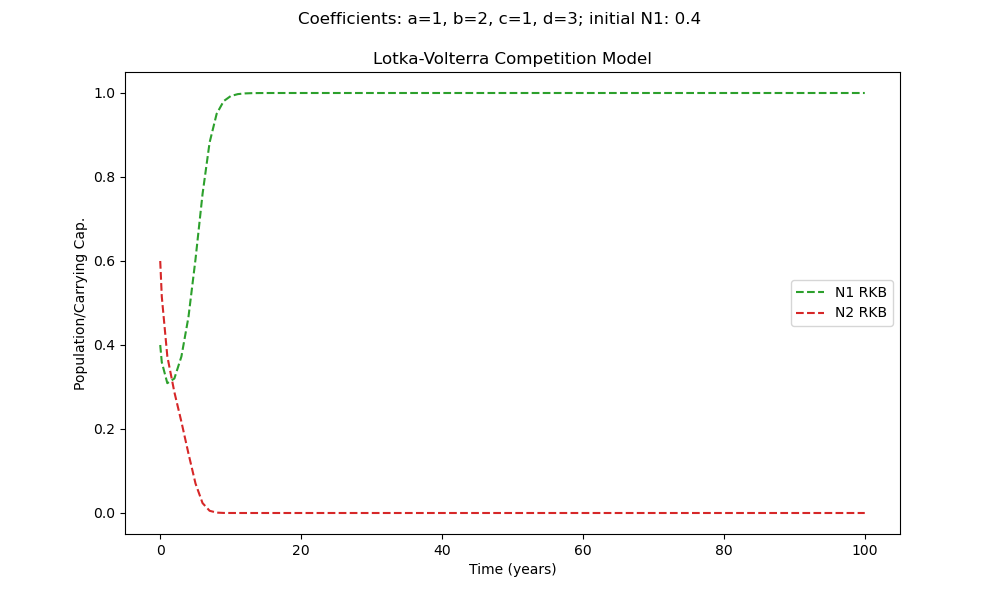 Coefficients: a=1, b=2, c=1, d=3; initial N1: 0.4
Lotka-Volterra Competition Model
Population/Carrying Cap.
1.0
0.8
0.6
0.4
0.2
0.0
N1 RKB
N2 RKB
0 20 40 60 80 100
Time (years)